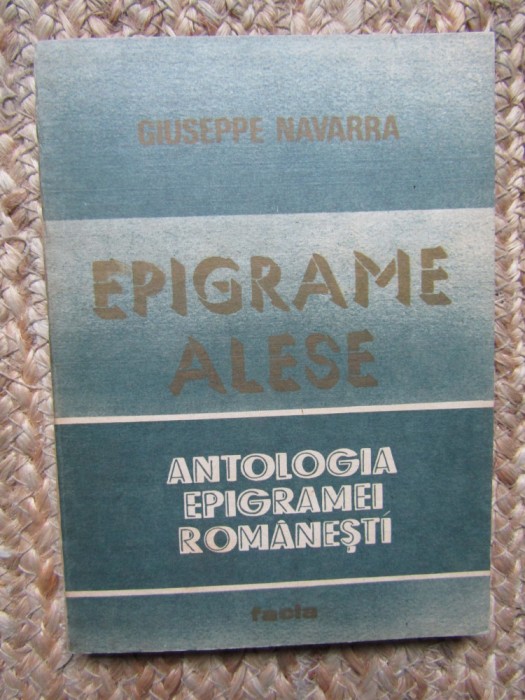 GIUSEPPE NAVARRA
EPIGRAME
ALESE
ANTOLOGIA
EPIGRAMEI
ROMÂNEŞTI
facla